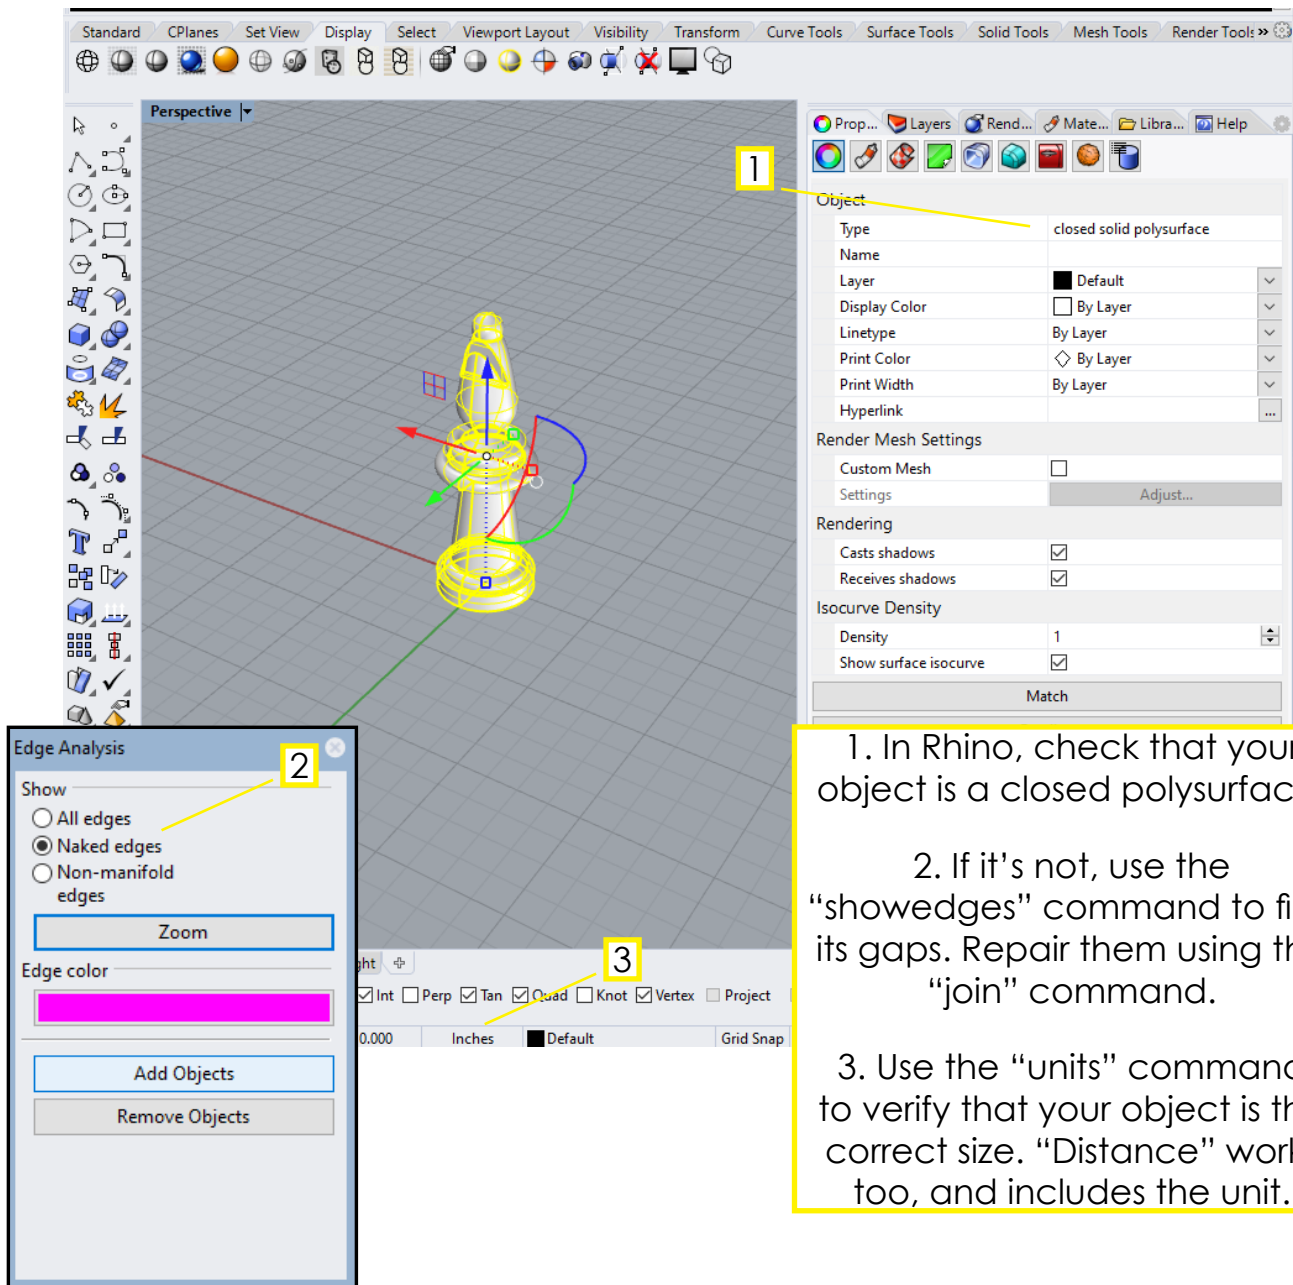 Standard CPlanes Set View Display Select Viewport Layout Visibility Transform Curve Tools Surface Tools Solid Tools Mesh Tools Render Tools »
Perspective
Prop... Layers Rend... Mate... Libra... Help
1
Object
Type closed solid polysurface
Name
Layer Default
Display Color By Layer
Linetype By Layer
Print Color By Layer
Print Width By Layer
Hyperlink ...
Render Mesh Settings
Custom Mesh
Settings Adjust...
Rendering
Casts shadows
Receives shadows
Isocurve Density
Density 1
Show surface isocurve
Match
Edge Analysis
2
Show
All edges
Naked edges
Non-manifold
edges
Zoom
Edge color
Add Objects
Remove Objects
ght
3
Int Perp Tan Quad Knot Vertex Project
0.000 Inches Default Grid Snap
1. In Rhino, check that your
object is a closed polysurfac
2. If it's not, use the
“showedges” command to fi
its gaps. Repair them using th
“join” command.
3. Use the “units” command
to verify that your object is th
correct size. “Distance” work
too, and includes the unit.